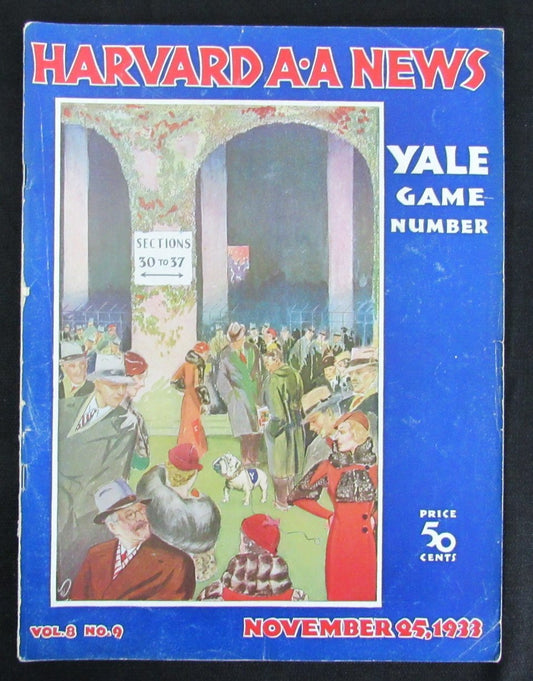 HARVARD A·A NEWS
YALE
GAME
NUMBER
SECTIONS
30 TO 37
PRICE
50
CENTS
VOL.8 NO.9
NOVEMBER 25, 1933